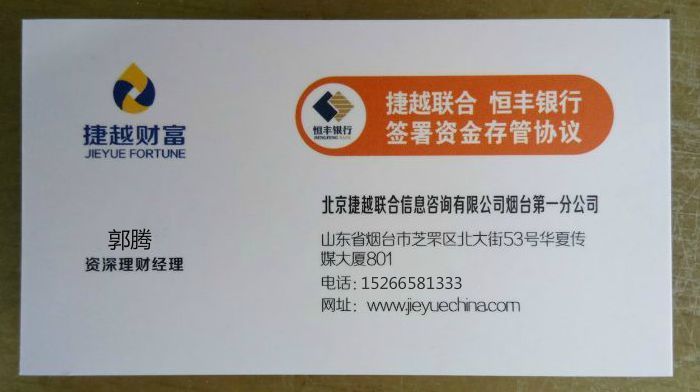 捷越财富
JIEYUE FORTUNE
恒丰银行
HENGFENG BANK
捷越联合 恒丰银行
签署资金存管协议
郭腾
资深理财经理
北京捷越联合信息咨询有限公司烟台第一分公司
山东省烟台市芝罘区北大街53号华夏传
媒大厦801
电话: 15266581333
网址: www.jieyuechina.com